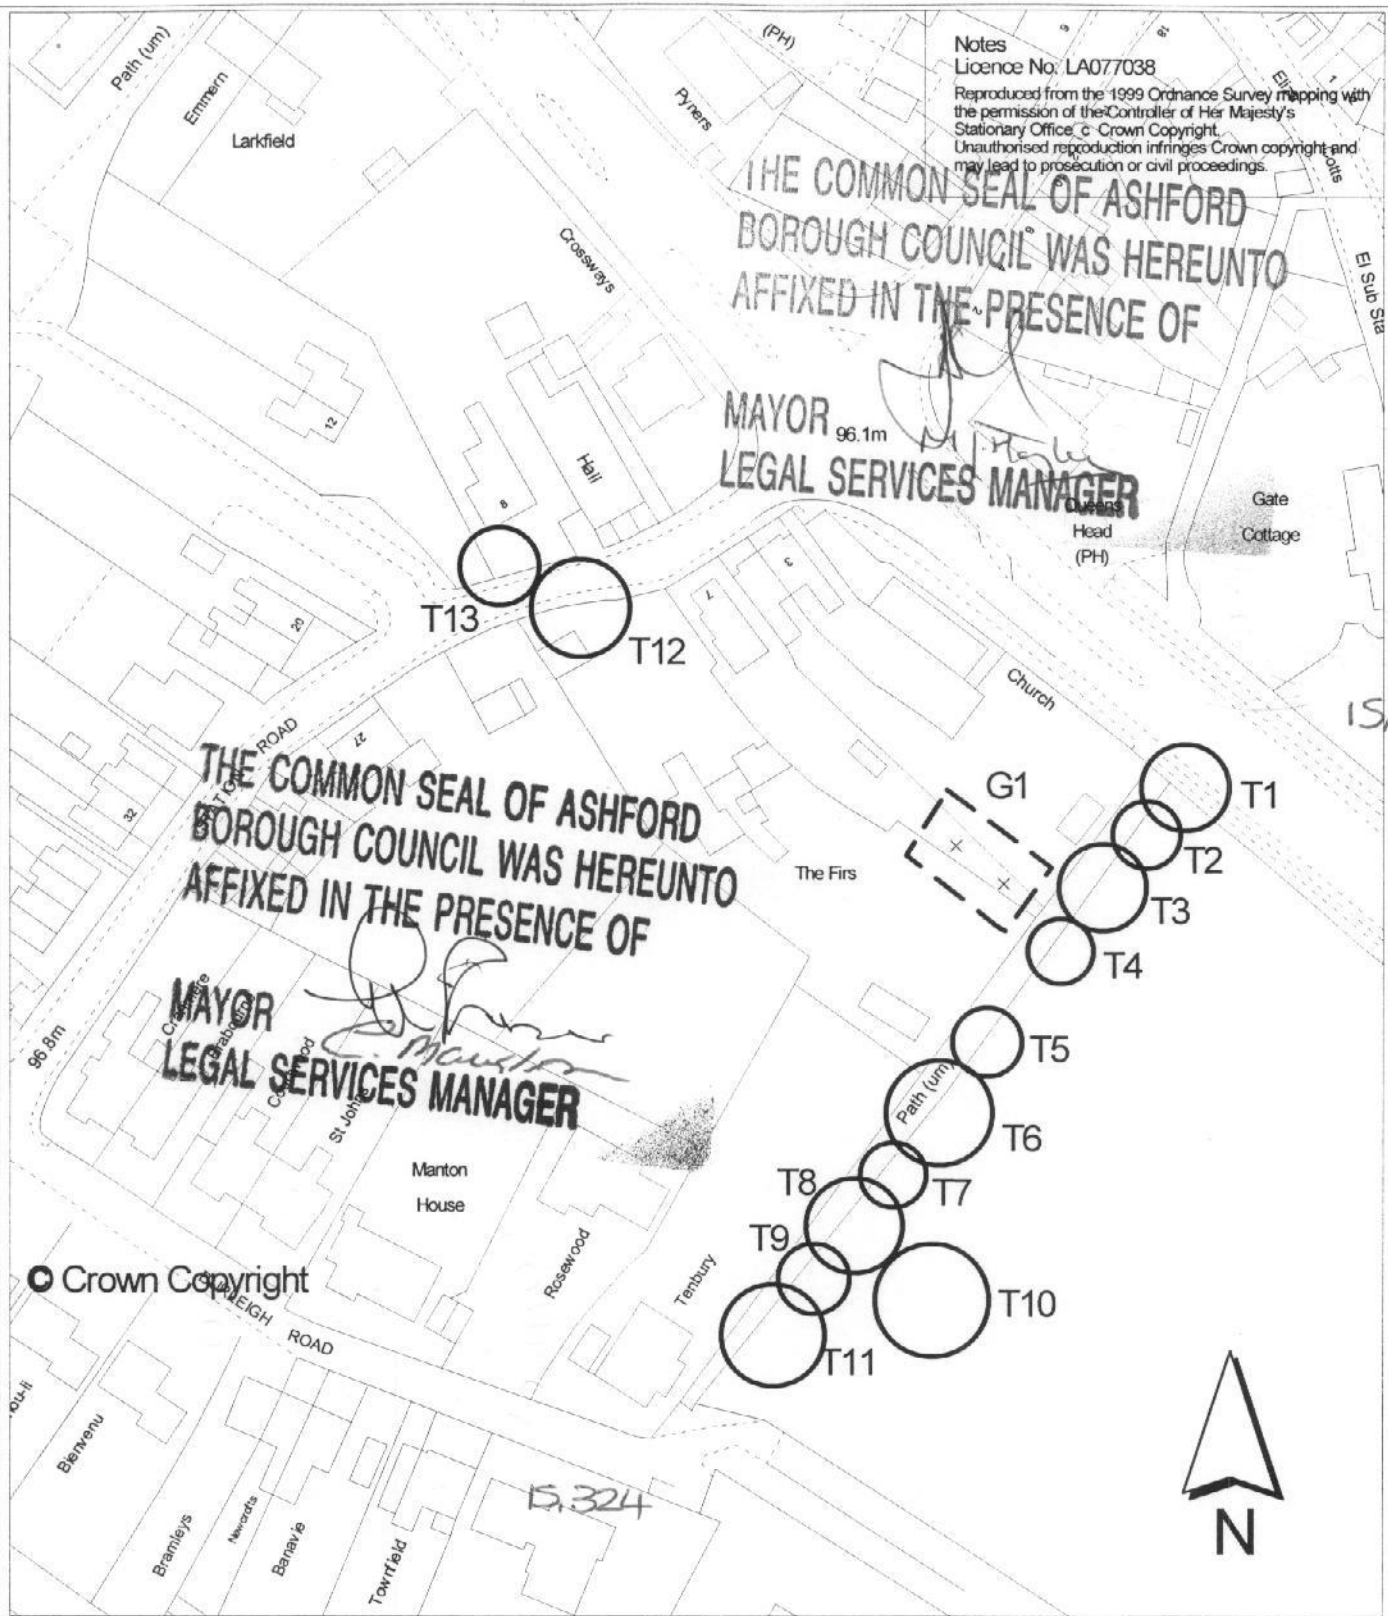 Path (um)
Emmern
Larkfield
(PH)
Pyners
Crossways
Notes
Licence No. LA077038
Reproduced from the 1999 Ordnance Survey mapping with
the permission of the Controller of Her Majesty's
Stationary Office c Crown Copyright.
Unauthorised reproduction infringes Crown copyright and
may lead to prosecution or civil proceedings.
THE COMMON SEAL OF ASHFORD
BOROUGH COUNCIL WAS HEREUNTO
AFFIXED IN THE PRESENCE OF
MAYOR
96.1m
LEGAL SERVICES MANAGER
El Sub Sta
Queens
Head
(PH)
Gate
Cottage
12
Hall
8
20
3
7
T13
T12
Church
15,
ROAD
27
32
THE COMMON SEAL OF ASHFORD
BOROUGH COUNCIL WAS HEREUNTO
AFFIXED IN THE PRESENCE OF
MAYOR
LEGAL SERVICES MANAGER
G1
The Firs
T1
T2
T3
T4
T5
Path (um)
T6
T7
T8
T9
T10
T11
96.8m
St Johns
Manton
House
Rosewood
Tenbury
© Crown Copyright
BURLEIGH ROAD
Bienvenu
Bramleys
Banavie
Townfield
15,324
N